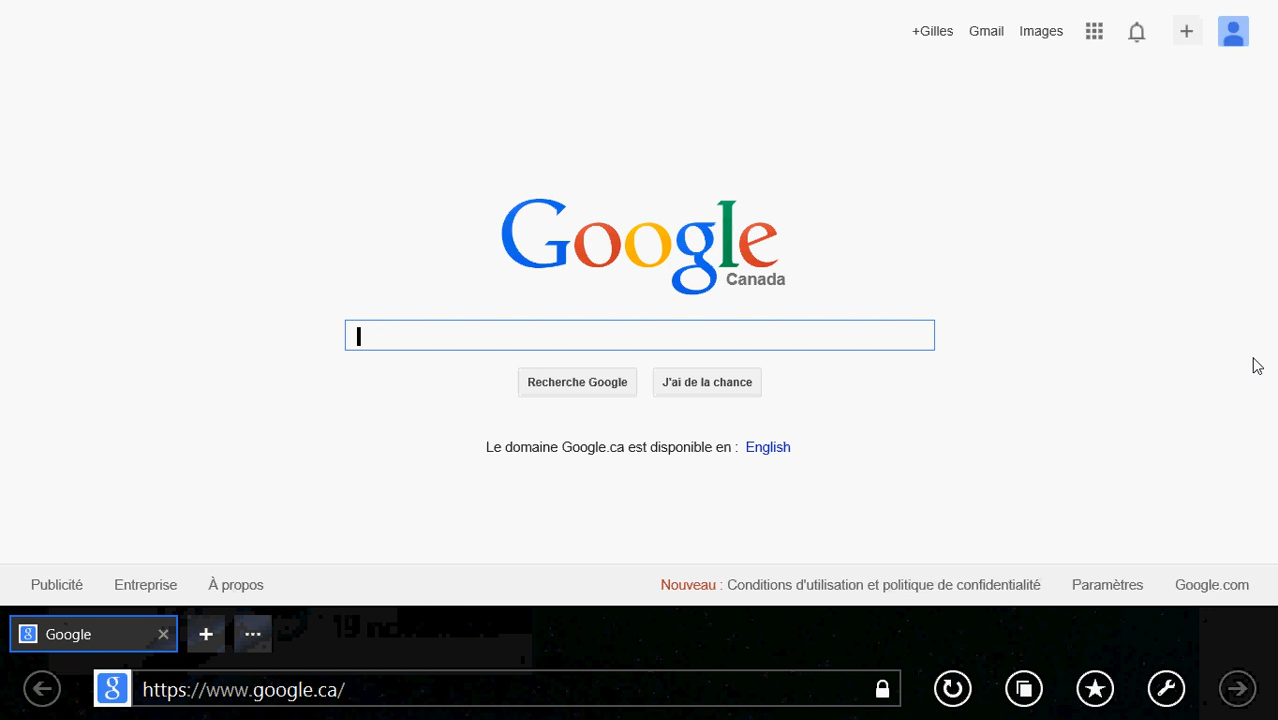 +Gilles Gmail Images
Google
Canada
Recherche Google J'ai de la chance
Le domaine Google.ca est disponible en : English
Publicité Entreprise À propos Nouveau : Conditions d'utilisation et politique de confidentialité Paramètres Google.com
Google
https://www.google.ca/